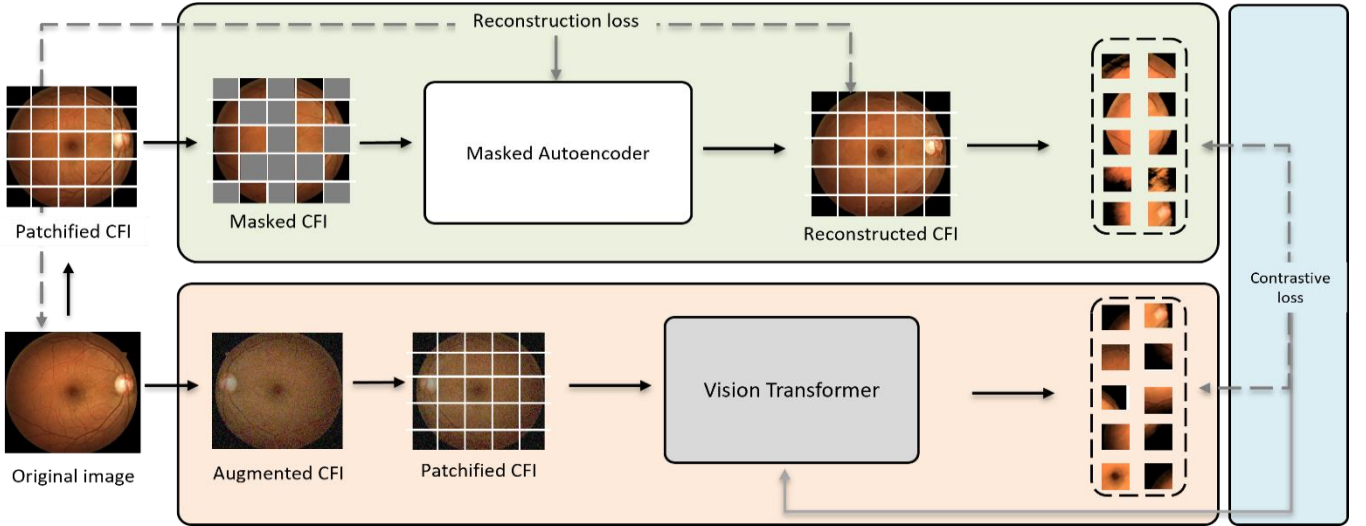 Reconstruction loss
Masked Autoencoder
Patchified CFI
Masked CFI
Reconstructed CFI
Contrastive
loss
Vision Transformer
Original image
Augmented CFI
Patchified CFI